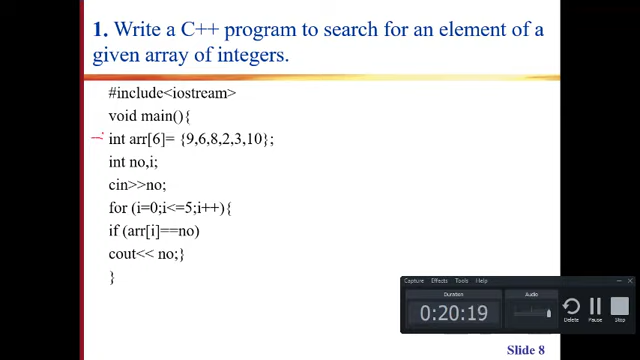 1. Write a C++ program to search for an element of a
given array of integers.
#include<iostream>
void main(){
int arr[6]= {9,6,8,2,3,10};
int no,i;
cin>>no;
for (i=0;i<=5;i++){
if (arr[i]==no)
cout<< no;}
}
Capture Effects Tools Help
Duration Audio
0:20:19
Delete Pause Stop
Slide 8